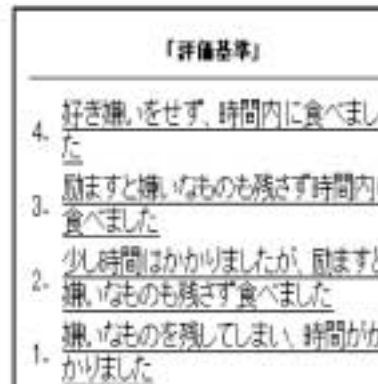 「評価基準」
4. 好き嫌いをせず、時間内に食べまし
た
3. 励ますと嫌いなものも残さず時間内に
食べました
2. 少し時間はかかりましたが、励ますと
嫌いなものも残さず食べました
1. 嫌いなものを残してしまい、時間がか
かりました